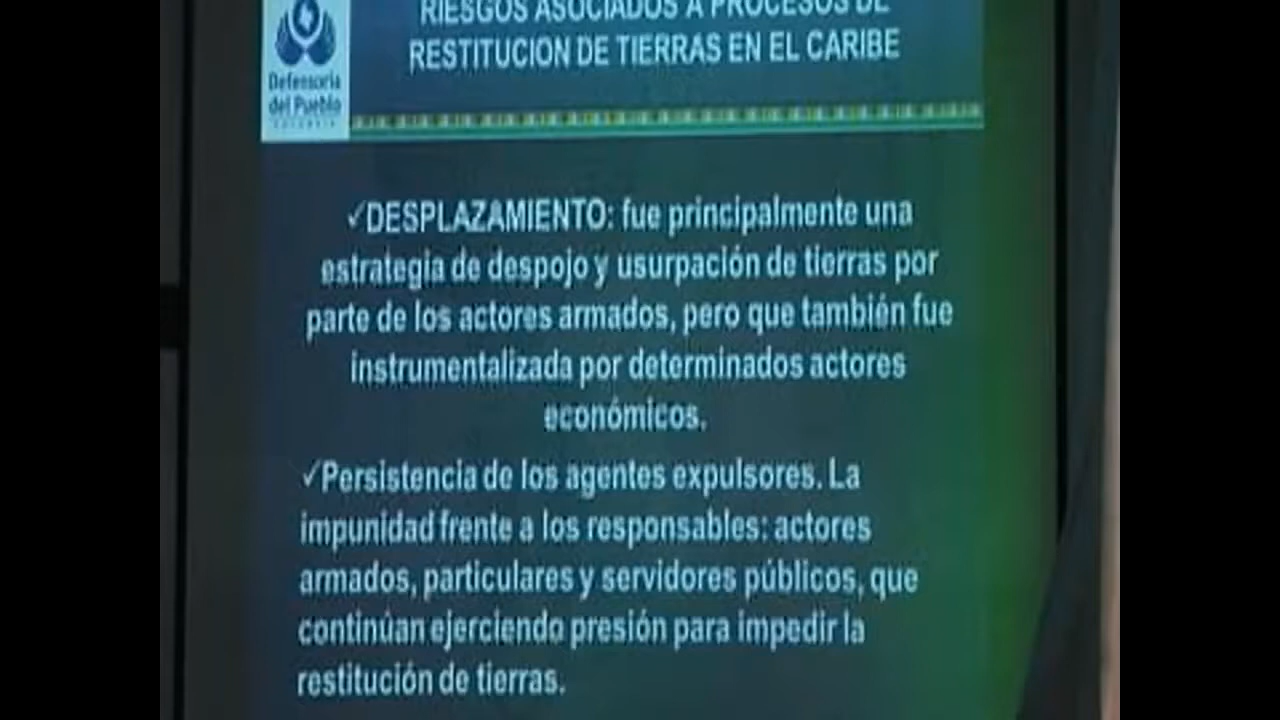 RIESGOS ASOCIADOS A PROCESOS DE
RESTITUCION DE TIERRAS EN EL CARIBE
Defensoría
del Pueblo
COLOMBIA
✓DESPLAZAMIENTO: fue principalmente una
estrategia de despojo y usurpación de tierras por
parte de los actores armados, pero que también fue
instrumentalizada por determinados actores
económicos.
✓Persistencia de los agentes expulsores. La
impunidad frente a los responsables: actores
armados, particulares y servidores públicos, que
continúan ejerciendo presión para impedir la
restitución de tierras.